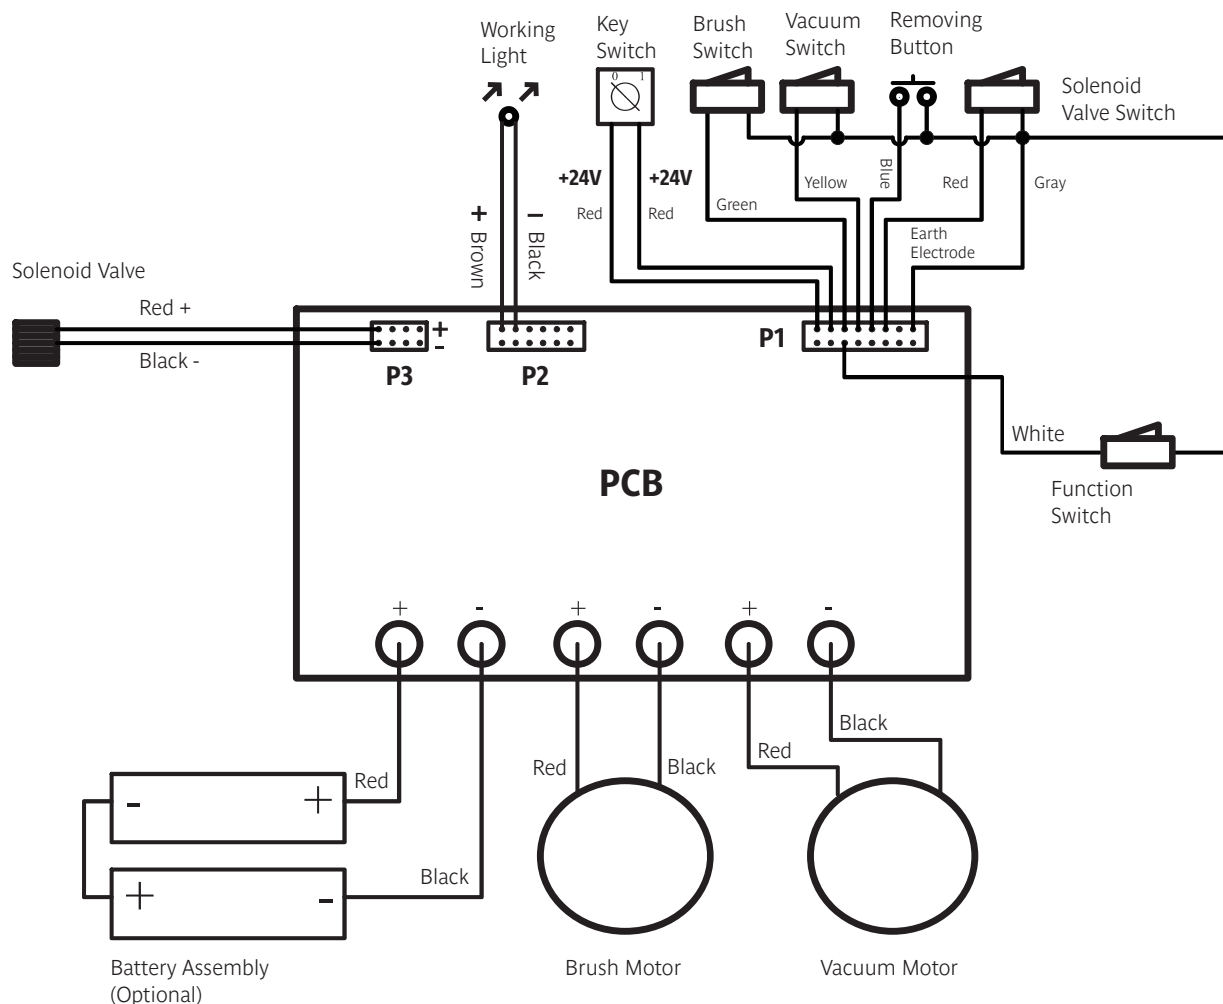 Working
Light
Key
Switch
0 1
Brush
Switch
Vacuum
Switch
Removing
Button
Solenoid
Valve Switch
+24V
+24V
Red
Red
Green
Yellow
Blue
Red
Gray
Earth
Electrode
+ Brown
- Black
Solenoid Valve
Red +
Black -
+
-
P3
P2
P1
PCB
White
Function
Switch
+ - + - + -
Red
Black
Red
Black
Red
Black
- +
+ -
Battery Assembly
(Optional)
Brush Motor
Vacuum Motor